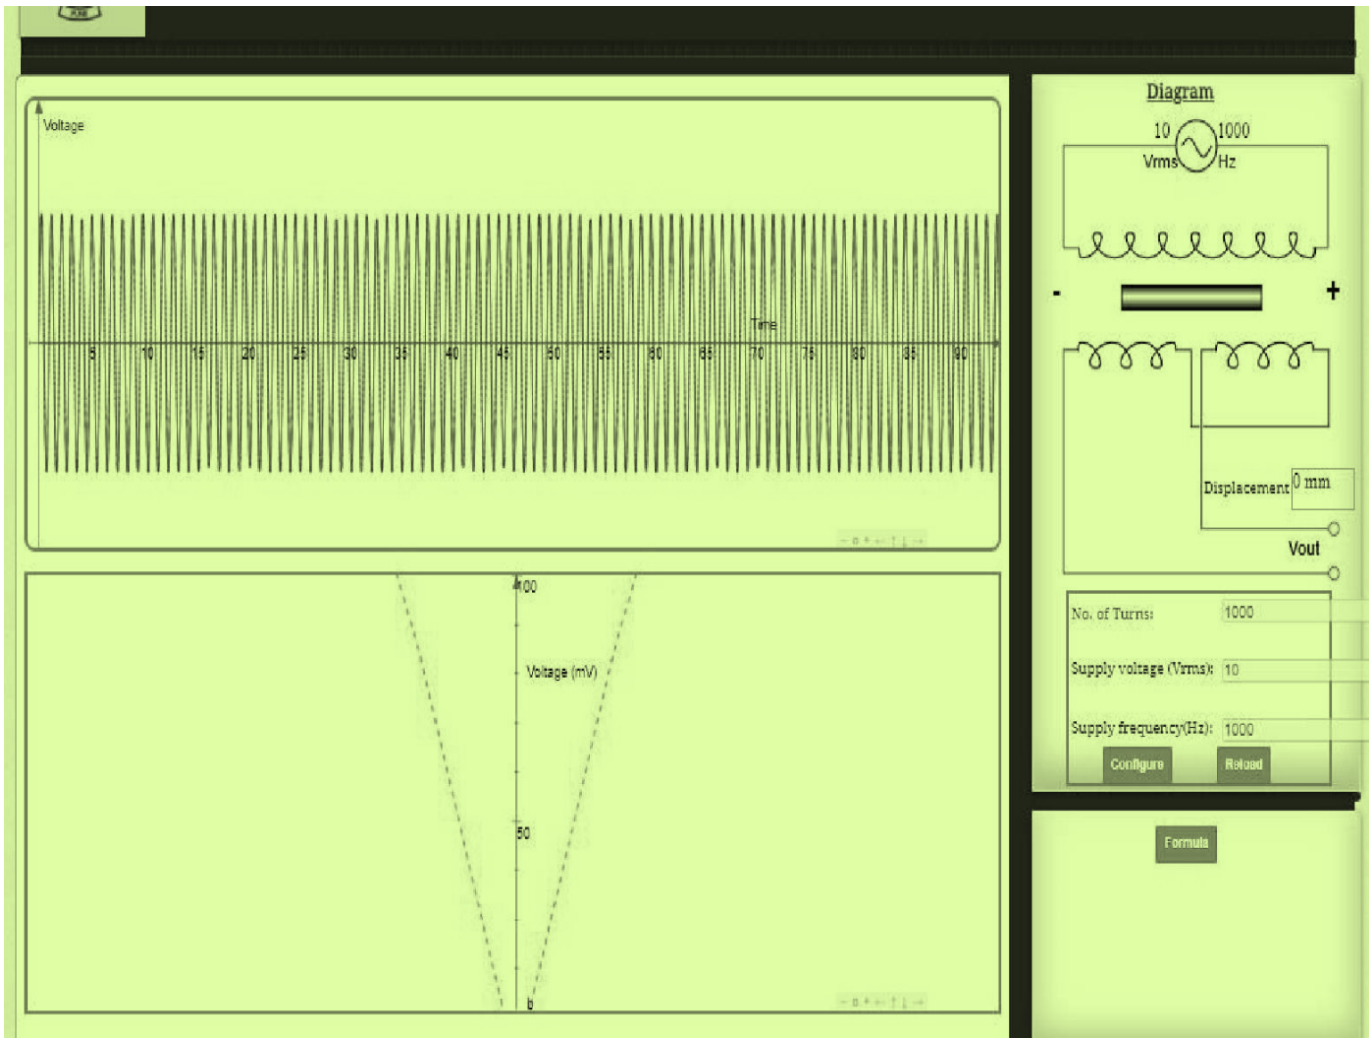 PUNE
Voltage
Time
5 10 15 20 25 30 35 40 45 50 55 60 65 70 75 80 85 90
100
Voltage (mV)
50
Diagram
10 1000
Vrms Hz
- +
Displacement 0 mm
Vout
No. of Turns: 1000
Supply voltage (Vrms): 10
Supply frequency(Hz): 1000
Configure Reload
Formula